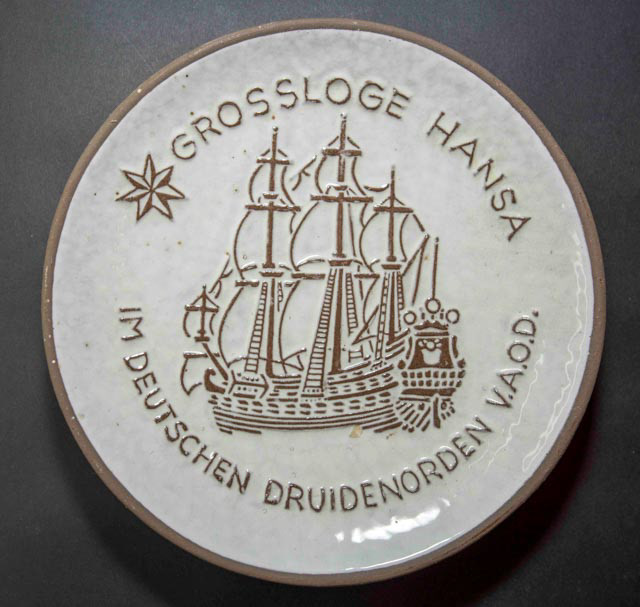 GROSSLOGE HANSA
IM DEUTSCHEN DRUIDENORDEN V.A.O.D.